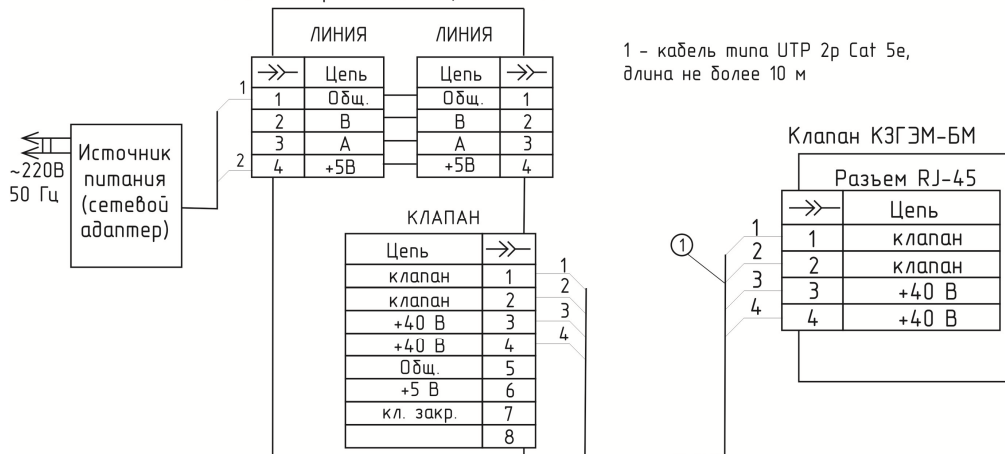 ЛИНИЯ ЛИНИЯ
1 - кабель типа UTP 2р Cat 5е,
длина не более 10 м
Цепь Цепь
1 Общ. Общ. 1
2 В В 2
3 А А 3
4 +5В +5В 4
1
2
~220В
50 Гц
Источник
питания
(сетевой
адаптер)
КЛАПАН
Цепь
клапан 1
клапан 2
+40 В 3
+40 В 4
Общ. 5
+5 В 6
кл. закр. 7
8
1
2
3
4
1
Клапан КЗГЭМ-БМ
Разъем RJ-45
Цепь
1 клапан
2 клапан
3 +40 В
4 +40 В
1
2
3
4